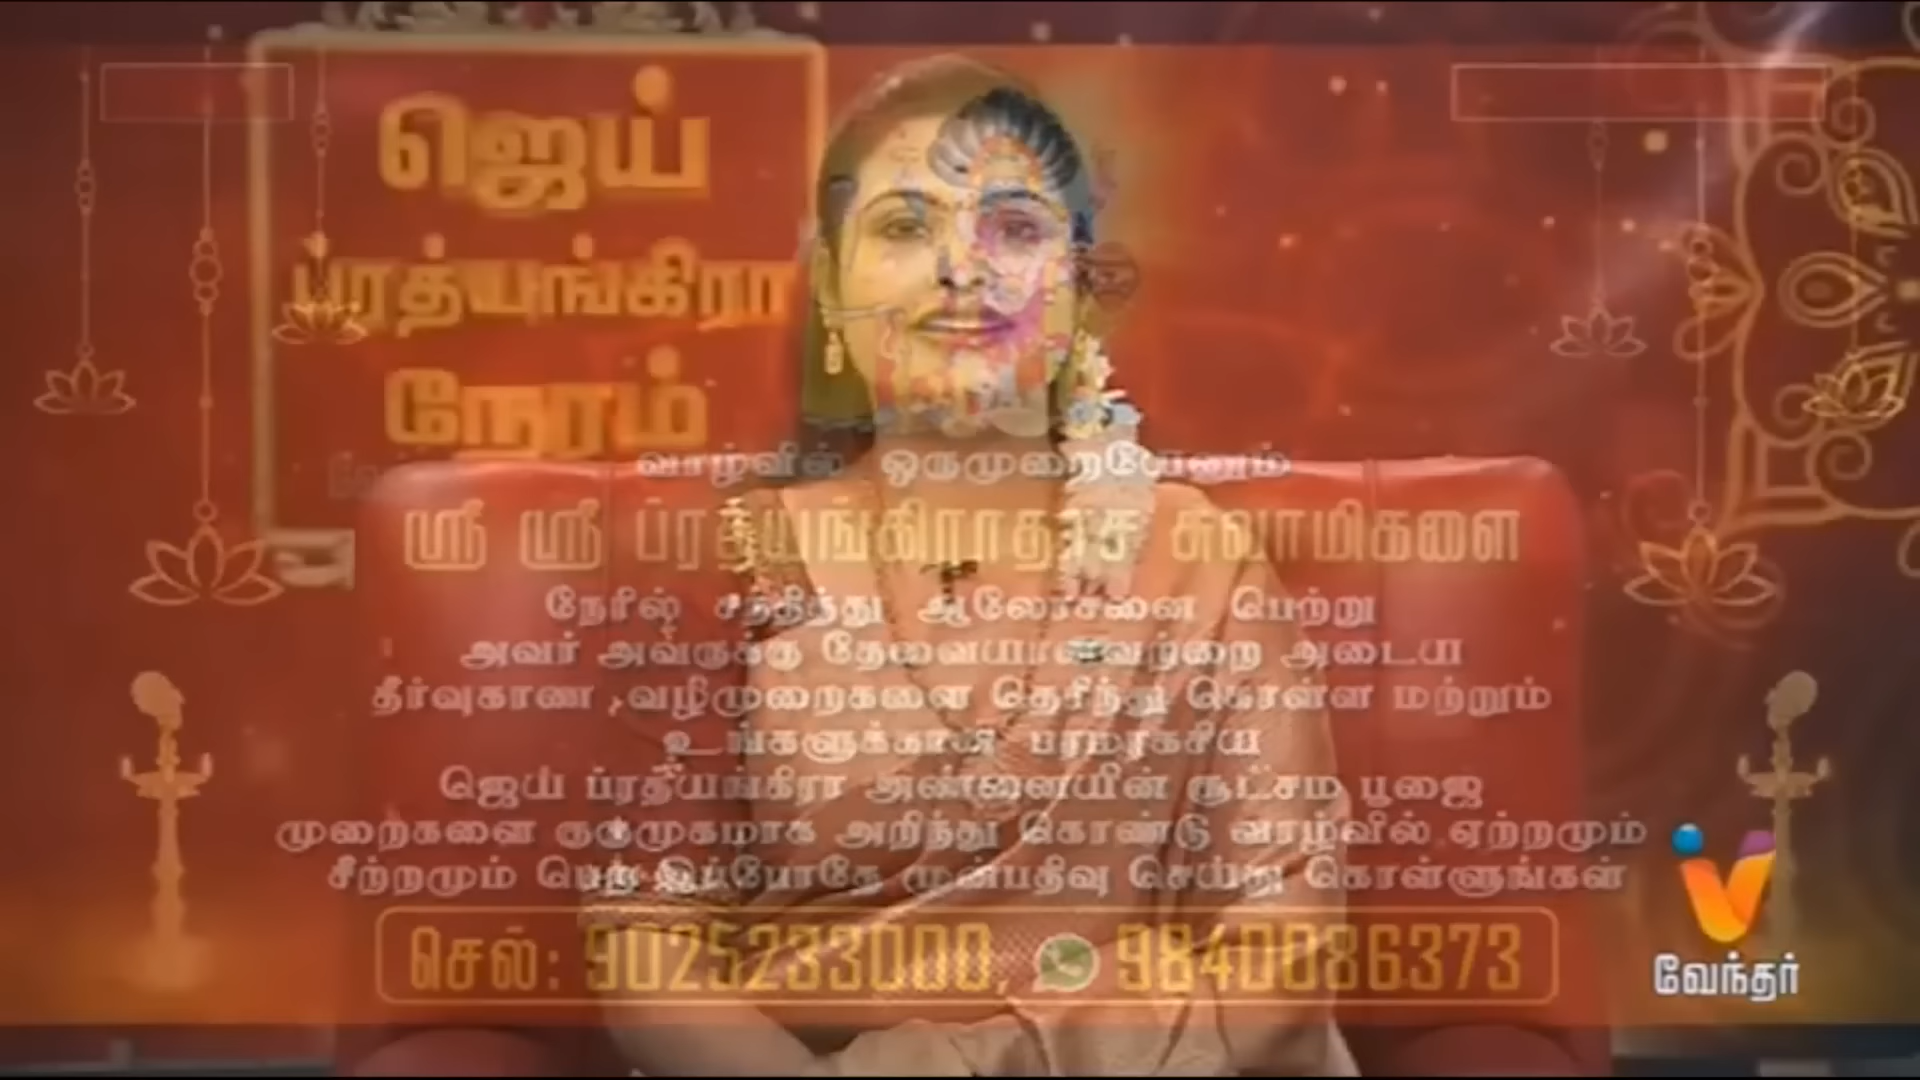 ஜெய்
ப்ரத்யங்கிரா
நேரம்
வாழ்வில் ஒருமுறையேனும்
ஸ்ரீ ஸ்ரீ ப்ரத்யங்கிராதாச சுவாமிகளை
நேரில் சந்தித்து ஆலோசனை பெற்று
அவர் அவருக்கு தேவையானவற்றை அடைய
தீர்வுகாண வழிமுறைகளை தெரிந்து கொள்ள மற்றும்
உங்களுக்கான பரமரகசிய
ஜெய் ப்ரத்யங்கிரா அன்னையின் சூட்சம பூஜை
முறைகளை குருமுகமாக அறிந்து கொண்டு வாழ்வில் ஏற்றமும்
சீற்றமும் பெற இப்போதே முன்பதிவு செய்து கொள்ளுங்கள்
செல்: 9025233000, 9840086373
வேந்தர்